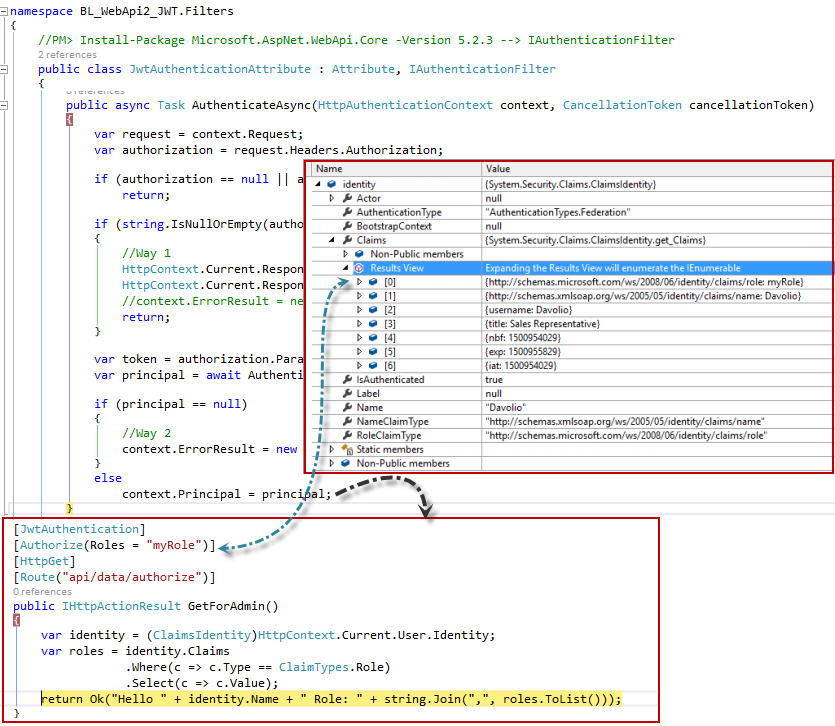 namespace BL_WebApi2_JWT.Filters
{
//PM> Install-Package Microsoft.AspNet.WebApi.Core -Version 5.2.3 --> IAuthenticationFilter
2 references
public class JwtAuthenticationAttribute : Attribute, IAuthenticationFilter
{
0 references
public async Task AuthenticateAsync(HttpAuthenticationContext context, CancellationToken cancellationToken)
{
var request = context.Request;
var authorization = request.Headers.Authorization;
if (authorization == null || a
return;
if (string.IsNullOrEmpty(autho
{
//Way 1
HttpContext.Current.Respon
HttpContext.Current.Respon
//context.ErrorResult = ne
return;
}
var token = authorization.Para
var principal = await Authenti
if (principal == null)
{
//Way 2
context.ErrorResult = new
}
else
context.Principal = principal;
}
Name Value
identity {System.Security.Claims.ClaimsIdentity}
Actor null
AuthenticationType "AuthenticationTypes.Federation"
BootstrapContext null
Claims {System.Security.Claims.ClaimsIdentity.get_Claims}
Non-Public members
Results View Expanding the Results View will enumerate the IEnumerable
[0] {http://schemas.microsoft.com/ws/2008/06/identity/claims/role: myRole}
[1] {http://schemas.xmlsoap.org/ws/2005/05/identity/claims/name: Davolio}
[2] {username: Davolio}
[3] {title: Sales Representative}
[4] {nbf: 1500954029}
[5] {exp: 1500955829}
[6] {iat: 1500954029}
IsAuthenticated true
Label null
Name "Davolio"
NameClaimType "http://schemas.xmlsoap.org/ws/2005/05/identity/claims/name"
RoleClaimType "http://schemas.microsoft.com/ws/2008/06/identity/claims/role"
Static members
Non-Public members
[JwtAuthentication]
[Authorize(Roles = "myRole")]
[HttpGet]
[Route("api/data/authorize")]
0 references
public IHttpActionResult GetForAdmin()
{
var identity = (ClaimsIdentity)HttpContext.Current.User.Identity;
var roles = identity.Claims
.Where(c => c.Type == ClaimTypes.Role)
.Select(c => c.Value);
return Ok("Hello " + identity.Name + " Role: " + string.Join(",", roles.ToList()));
}